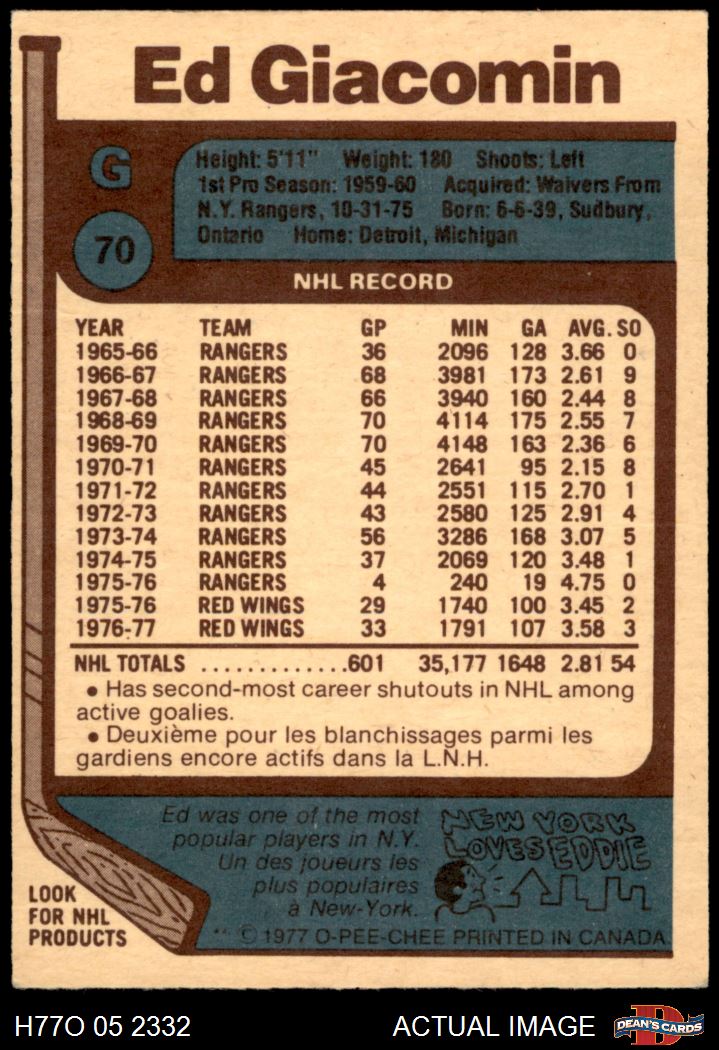 Ed Giacomin
G
70
Height: 5'11" Weight: 180 Shoots: Left
1st Pro Season: 1959-60 Acquired: Waivers From
N.Y. Rangers, 10-31-75 Born: 6-6-39, Sudbury,
Ontario Home: Detroit, Michigan
NHL RECORD
YEAR TEAM GP MIN GA AVG. SO
1965-66 RANGERS 36 2096 128 3.66 0
1966-67 RANGERS 68 3981 173 2.61 9
1967-68 RANGERS 66 3940 160 2.44 8
1968-69 RANGERS 70 4114 175 2.55 7
1969-70 RANGERS 70 4148 163 2.36 6
1970-71 RANGERS 45 2641 95 2.15 8
1971-72 RANGERS 44 2551 115 2.70 1
1972-73 RANGERS 43 2580 125 2.91 4
1973-74 RANGERS 56 3286 168 3.07 5
1974-75 RANGERS 37 2069 120 3.48 1
1975-76 RANGERS 4 240 19 4.75 0
1975-76 RED WINGS 29 1740 100 3.45 2
1976-77 RED WINGS 33 1791 107 3.58 3
NHL TOTALS .............601 35,177 1648 2.81 54
• Has second-most career shutouts in NHL among
active goalies.
• Deuxième pour les blanchissages parmi les
gardiens encore actifs dans la L.N.H.
Ed was one of the most
popular players in N.Y.
Un des joueurs les
plus populaires
à New-York.
NEW YORK
LOVES EDDIE
LOOK
FOR NHL
PRODUCTS
** © 1977 O-PEE-CHEE PRINTED IN CANADA
H77O 05 2332 ACTUAL IMAGE
D
DEAN'S CARDS